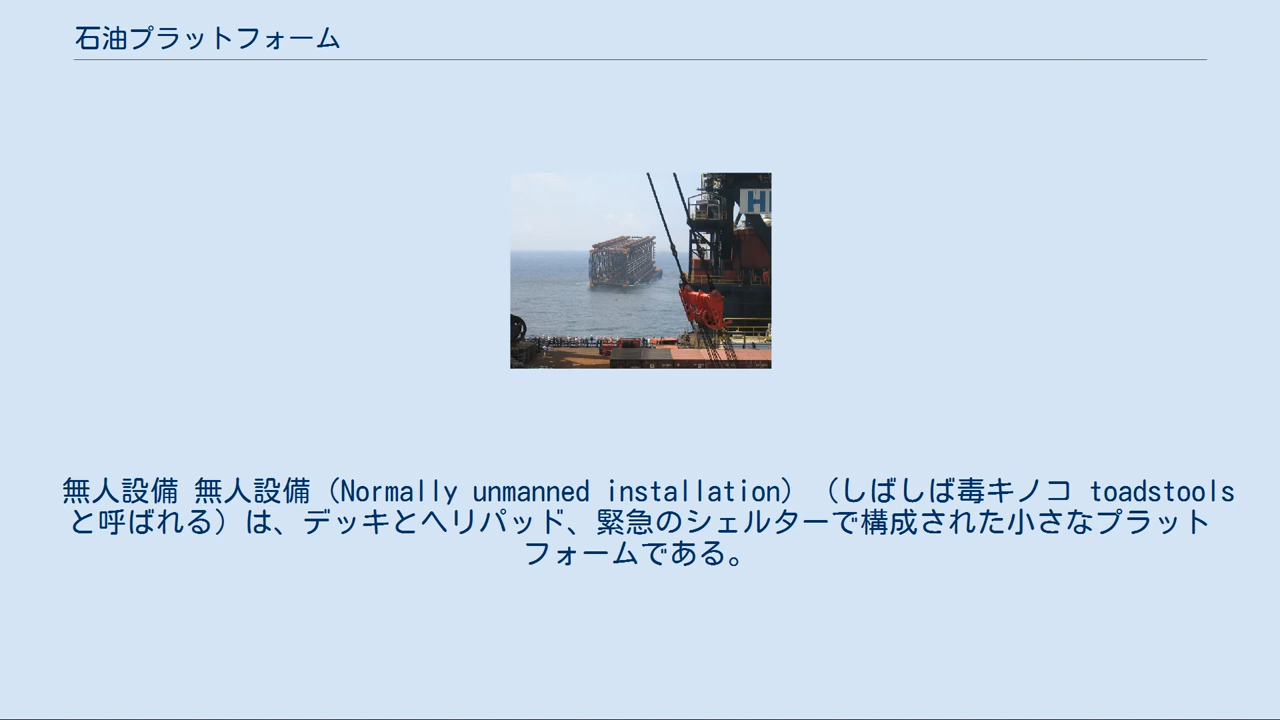 石油プラットフォーム
H
無人設備 無人設備（Normally unmanned installation）（しばしば毒キノコ toadstools
と呼ばれる）は、デッキとヘリパッド、緊急のシェルターで構成された小さなプラット
フォームである。